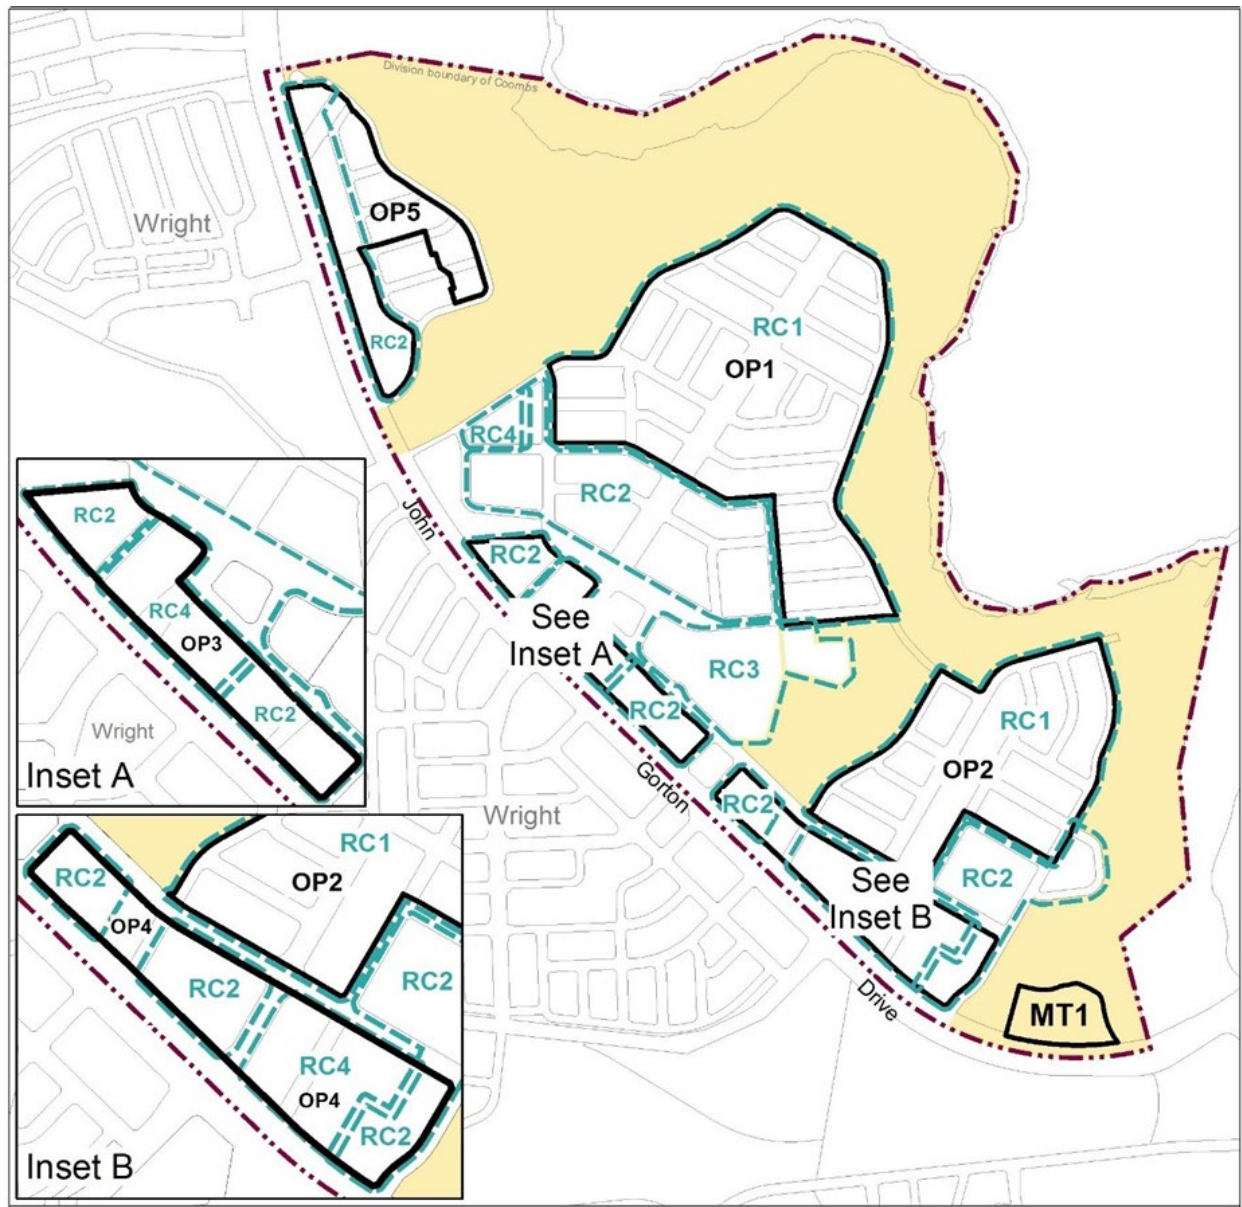 Division boundary of Coombs
Wright
OP5
RC2
RC1
OP1
RC4
RC2
John
RC2
See
Inset A
RC3
RC2
RC1
OP2
Gorton
RC2
Wright
See
Inset B
RC2
Drive
MT1
RC2
RC4
OP3
RC2
Wright
Inset A
RC1
RC2
OP2
OP4
RC2
RC2
RC4
OP4
RC2
Inset B